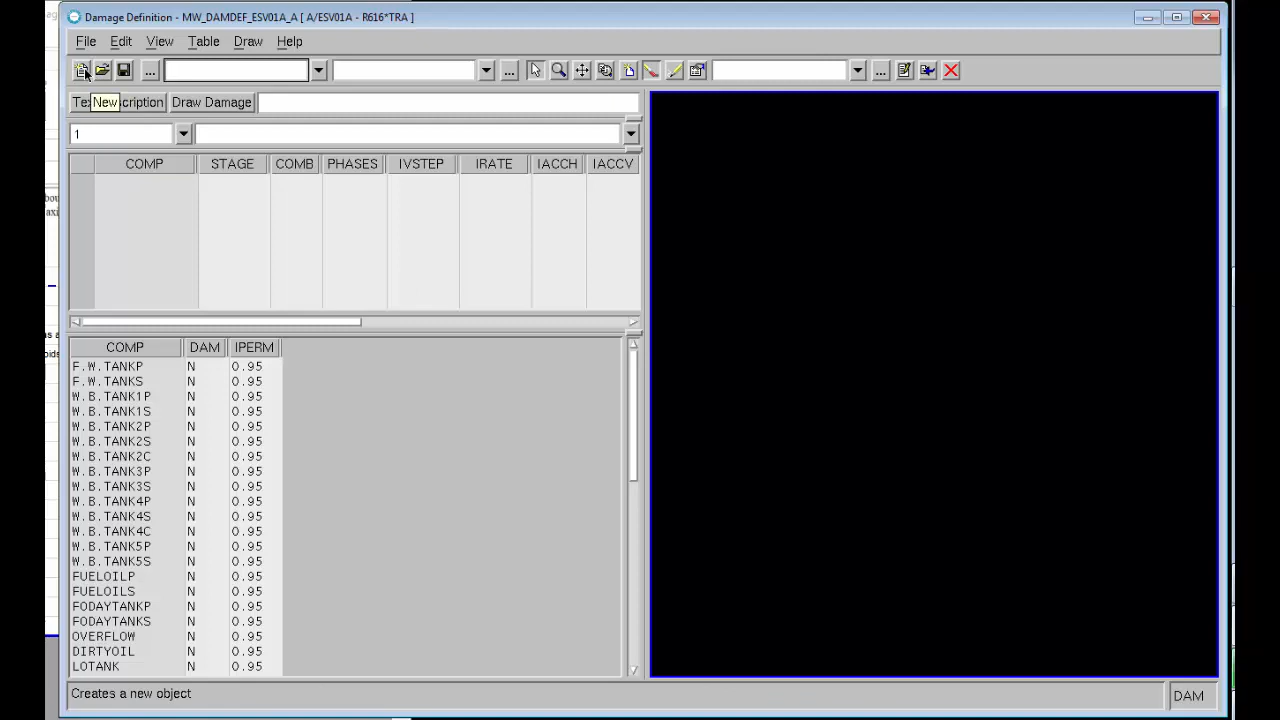 Damage Definition - MW_DAMDEF_ESV01A_A [ A/ESV01A - R616*TRA ]
File Edit View Table Draw Help
... ... ...
New cription Draw Damage
1
COMP STAGE COMB PHASES IVSTEP IRATE IACCH IACCV
COMP DAM IPERM
F.W.TANKP N 0.95
F.W.TANKS N 0.95
W.B.TANK1P N 0.95
W.B.TANK1S N 0.95
W.B.TANK2P N 0.95
W.B.TANK2S N 0.95
W.B.TANK2C N 0.95
W.B.TANK3P N 0.95
W.B.TANK3S N 0.95
W.B.TANK4P N 0.95
W.B.TANK4S N 0.95
W.B.TANK4C N 0.95
W.B.TANK5P N 0.95
W.B.TANK5S N 0.95
FUELOILP N 0.95
FUELOILS N 0.95
FODAYTANKP N 0.95
FODAYTANKS N 0.95
OVERFLOW N 0.95
DIRTYOIL N 0.95
LOTANK N 0.95
Creates a new object DAM